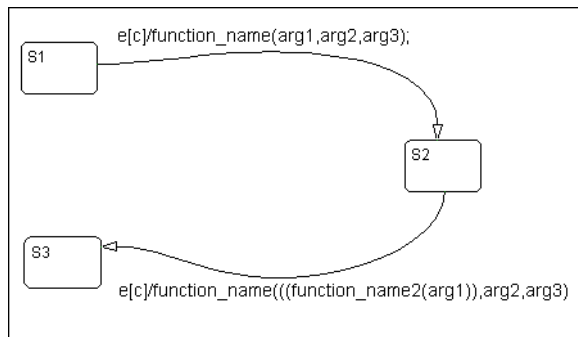 e[c]/function_name(arg1,arg2,arg3);
S1
S2
S3
e[c]/function_name(((function_name2(arg1)),arg2,arg3)